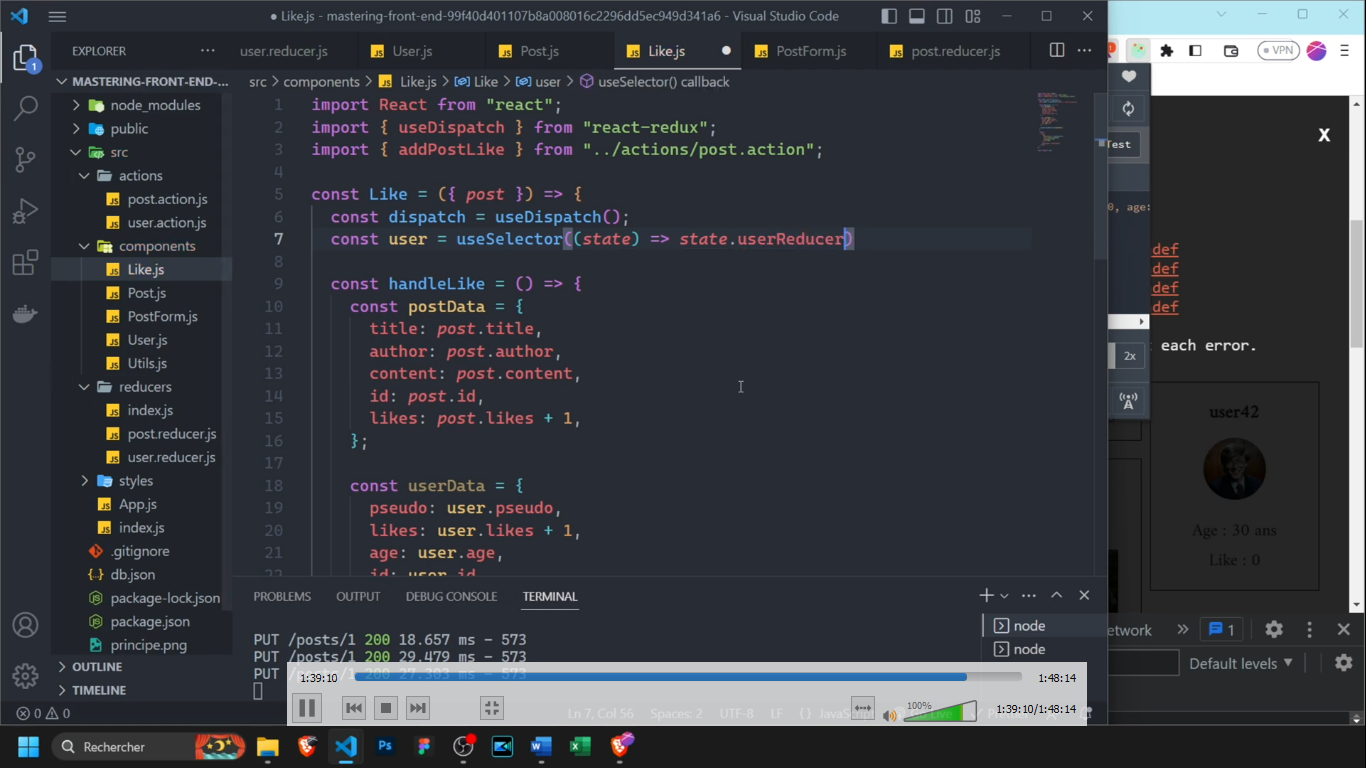 ● Like.js - mastering-front-end-99f40d401107b8a008016c2296dd5ec949d341a6 - Visual Studio Code
EXPLORER
user.reducer.js
User.js
Post.js
Like.js
PostForm.js
post.reducer.js
src > components > Like.js > Like > user > useSelector() callback
MASTERING-FRONT-END-...
node_modules
public
src
actions
post.action.js
user.action.js
components
Like.js
Post.js
PostForm.js
User.js
Utils.js
reducers
index.js
post.reducer.js
user.reducer.js
styles
App.js
index.js
.gitignore
db.json
package-lock.json
package.json
principe.png
OUTLINE
TIMELINE
1
1 import React from "react";
2 import { useDispatch } from "react-redux";
3 import { addPostLike } from "../actions/post.action";
4
5 const Like = ({ post }) => {
6 const dispatch = useDispatch();
7 const user = useSelector((state) => state.userReducer)
8
9 const handleLike = () => {
10 const postData = {
11 title: post.title,
12 author: post.author,
13 content: post.content,
14 id: post.id,
15 likes: post.likes + 1,
16 };
17
18 const userData = {
19 pseudo: user.pseudo,
20 likes: user.likes + 1,
21 age: user.age,
22 id: user.id
PROBLEMS
OUTPUT
DEBUG CONSOLE
TERMINAL
PUT /posts/1 200 18.657 ms - 573
PUT /posts/1 200 29.479 ms - 573
PUT /posts/1 200 27.303 ms - 573
node
node
0 0
Ln 7, Col 56
Spaces: 2
UTF-8
LF
{} JavaScript
1:39:10
1:48:14
100%
1:39:10/1:48:14
VPN
X
Test
0, age:
def
def
def
def
each error.
2x
user42
Age : 30 ans
Like : 0
etwork
1
Default levels
Rechercher
Ps